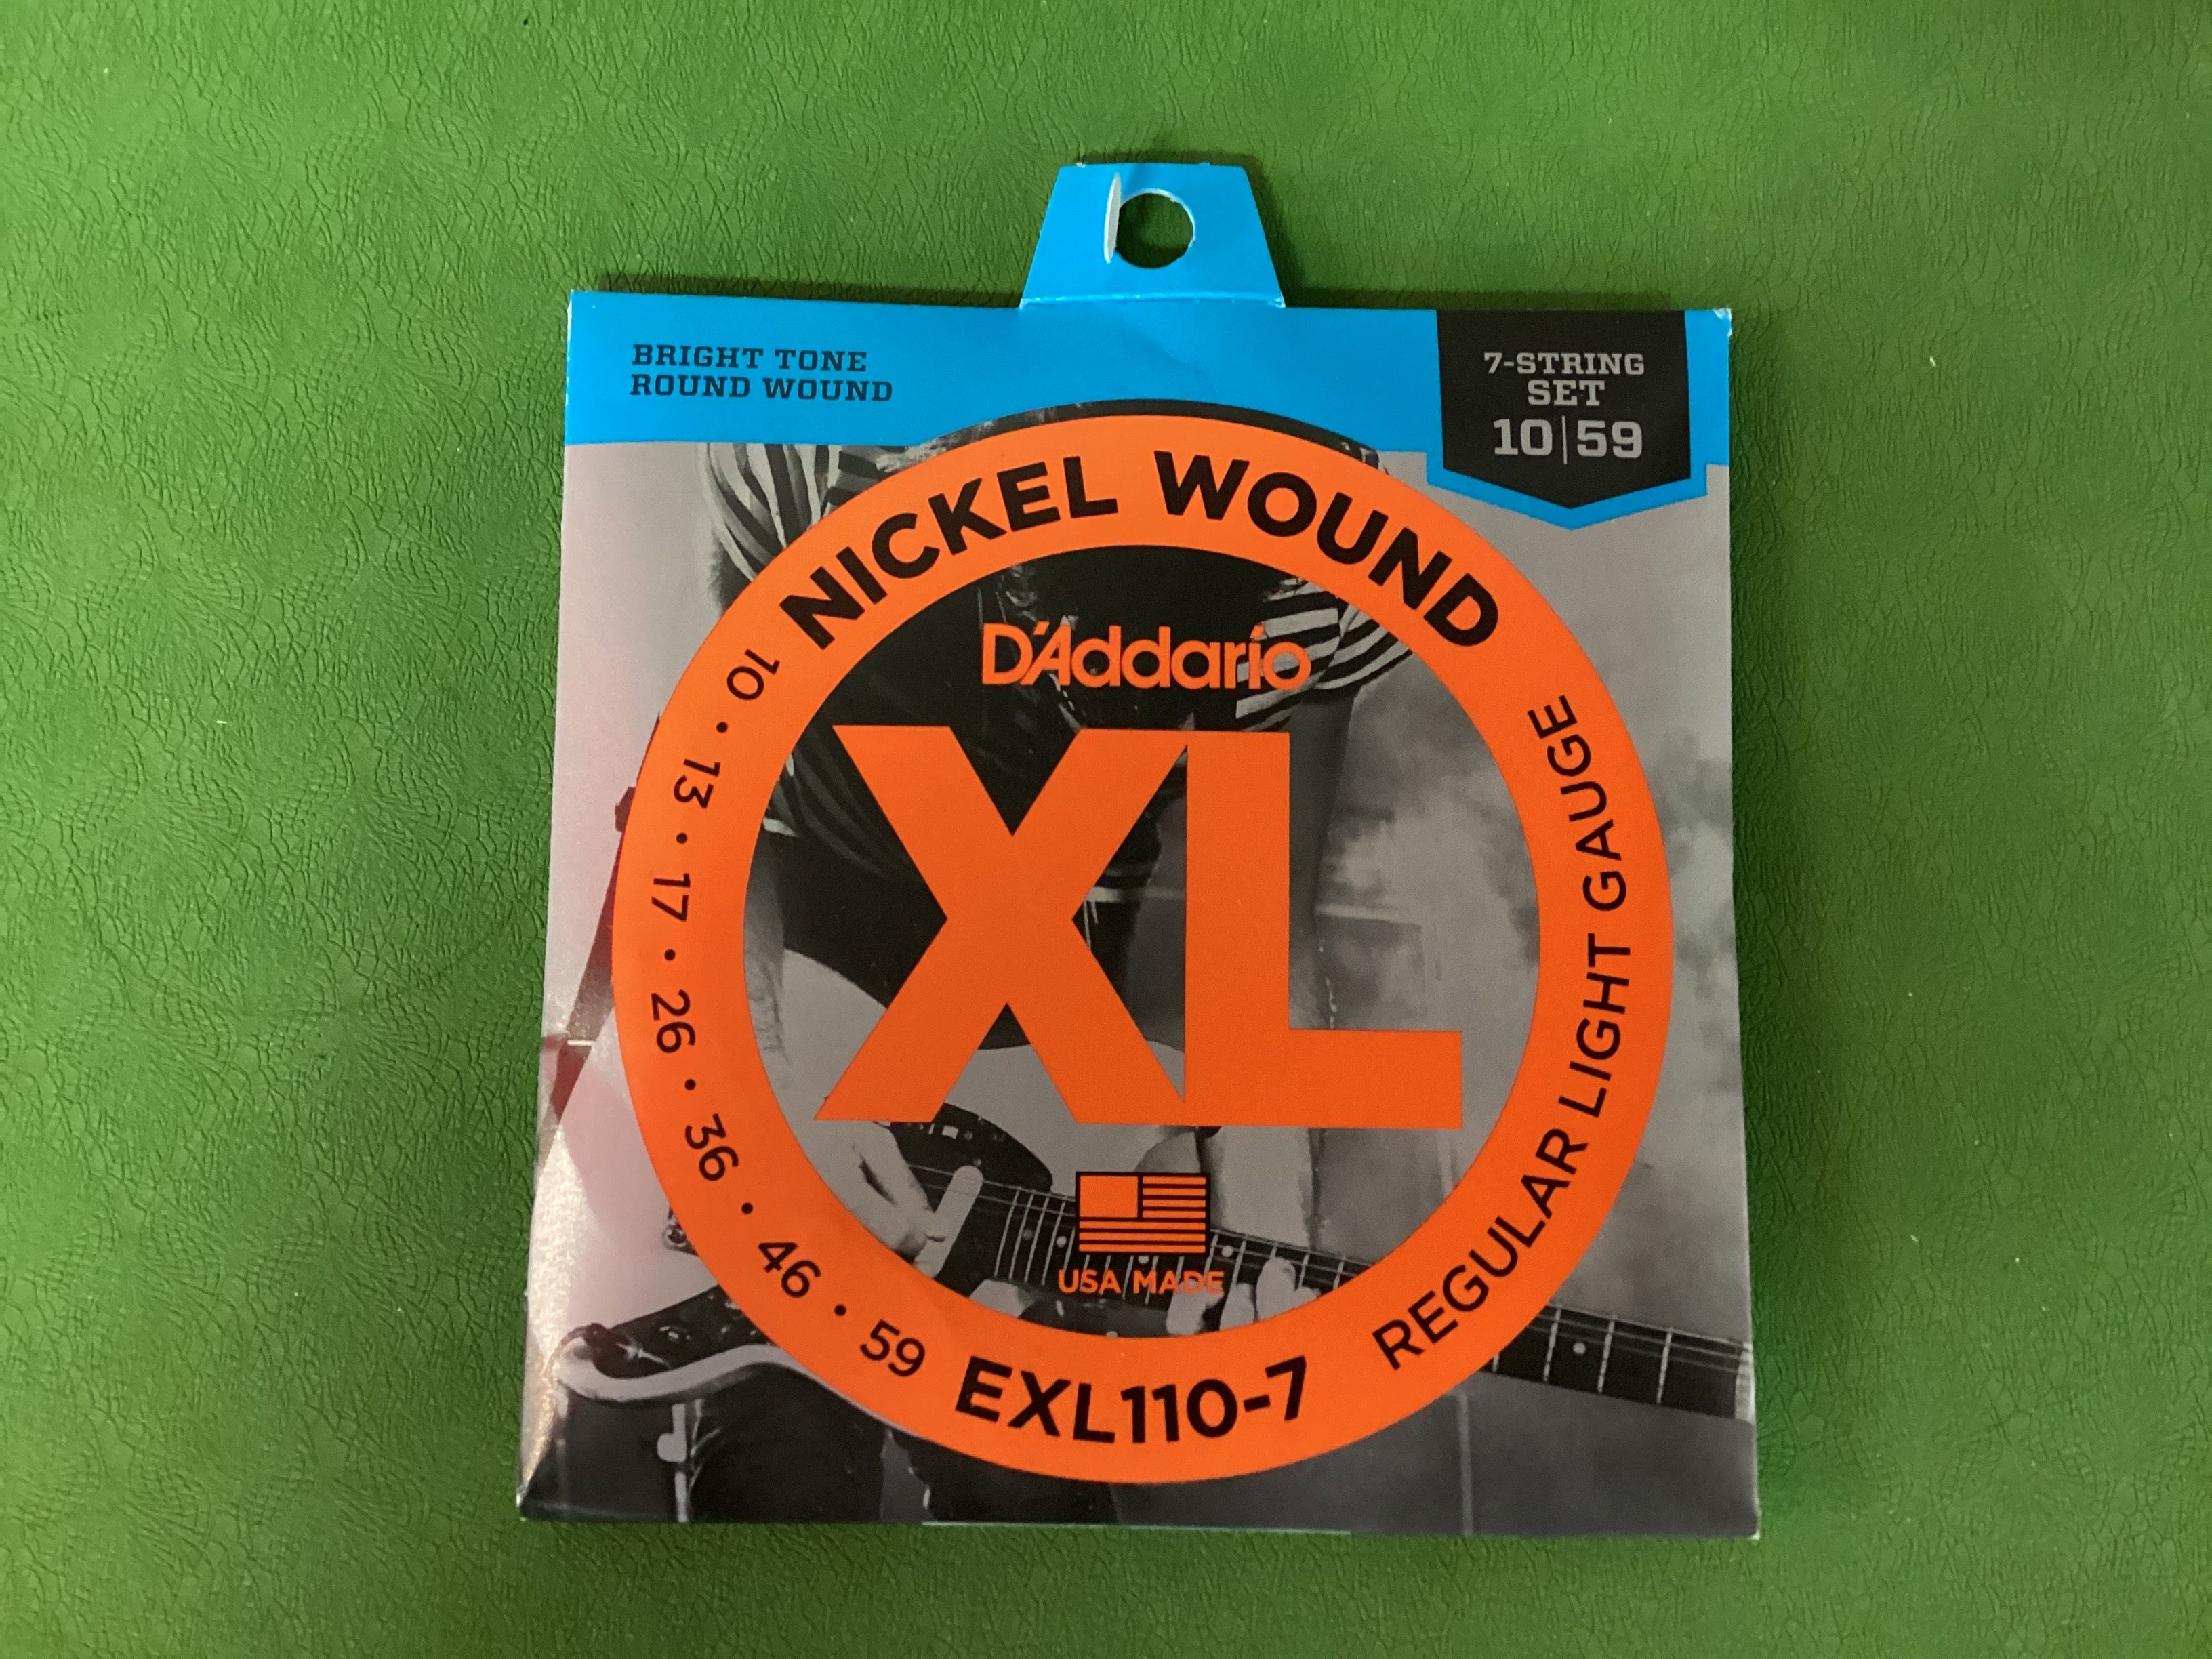 BRIGHT TONE
ROUND WOUND
7-STRING
SET
10|59
NICKEL WOUND
D'Addario
XL
USA MADE
10 • 13 • 17 • 26 • 36 • 46 • 59
EXL110-7
REGULAR LIGHT GAUGE